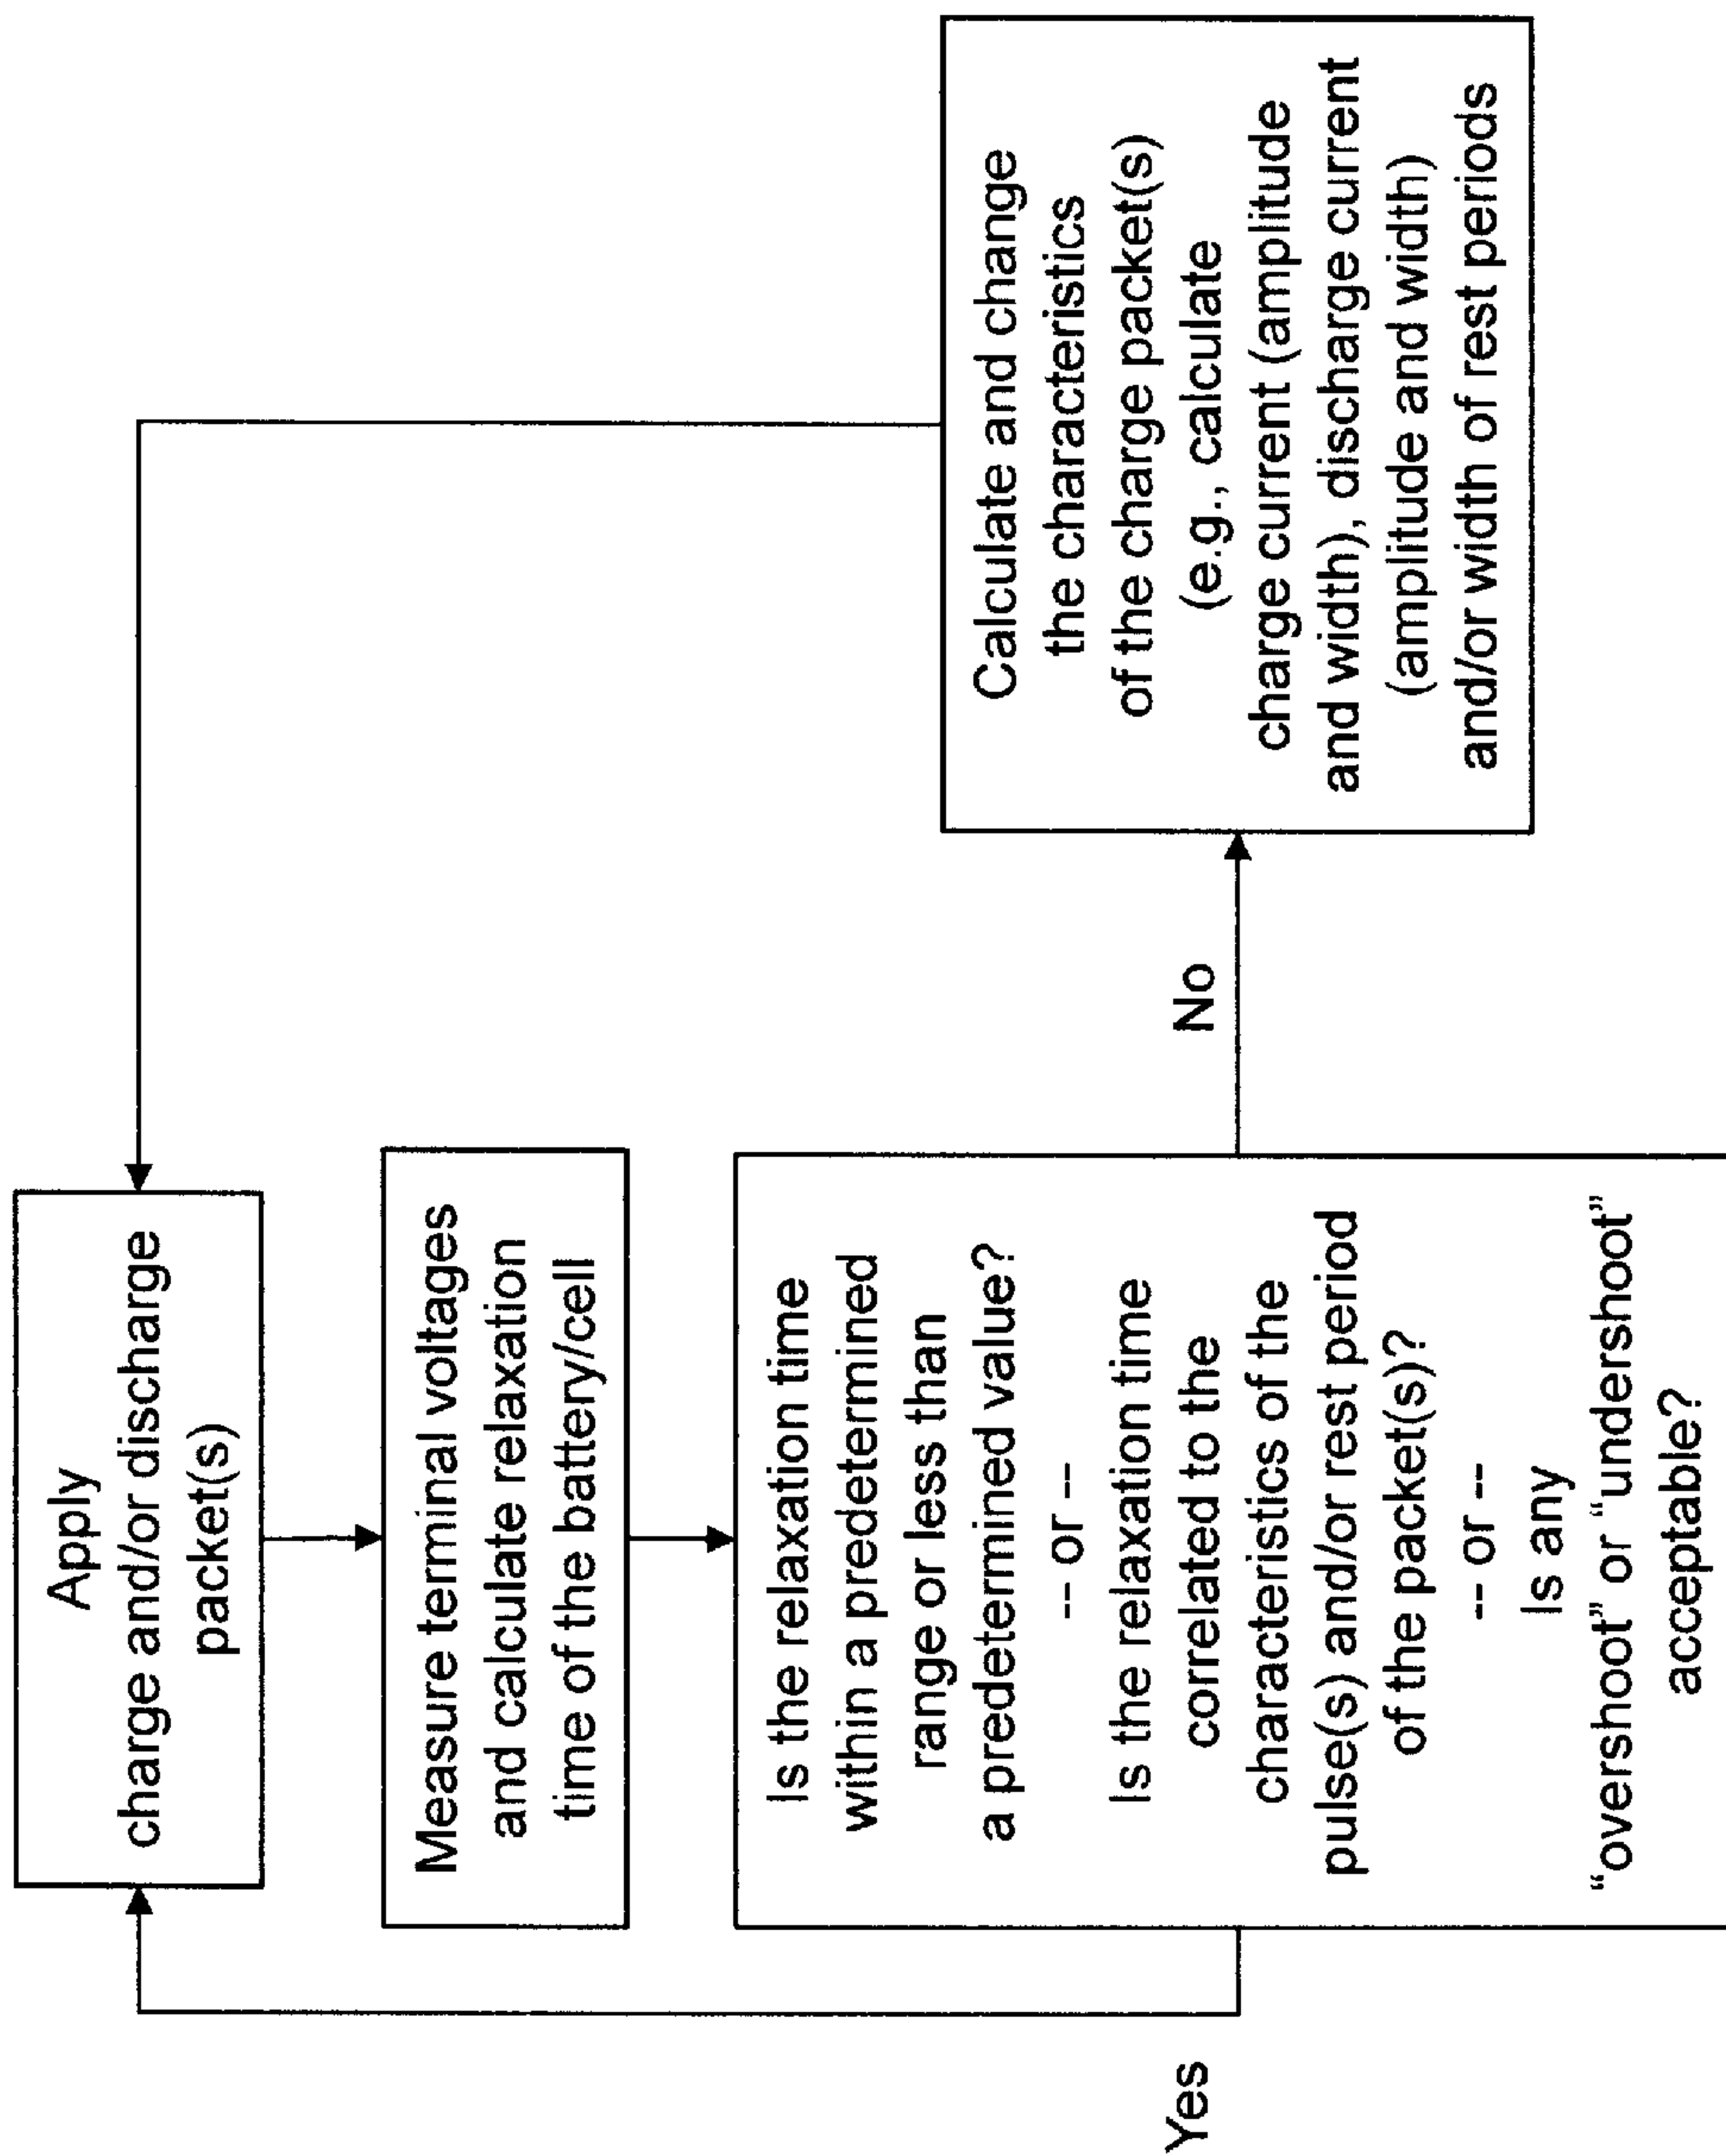 Apply
charge and/or discharge
packet(s)
Measure terminal voltages
and calculate relaxation
time of the battery/cell
Is the relaxation time
within a predetermined
range or less than
a predetermined value?
-- or --
Is the relaxation time
correlated to the
characteristics of the
pulse(s) and/or rest period
of the packet(s)?
-- or --
Is any
“overshoot” or “undershoot”
acceptable?
Yes
No
Calculate and change
the characteristics
of the charge packet(s)
(e.g., calculate
charge current (amplitude
and width), discharge current
(amplitude and width)
and/or width of rest periods